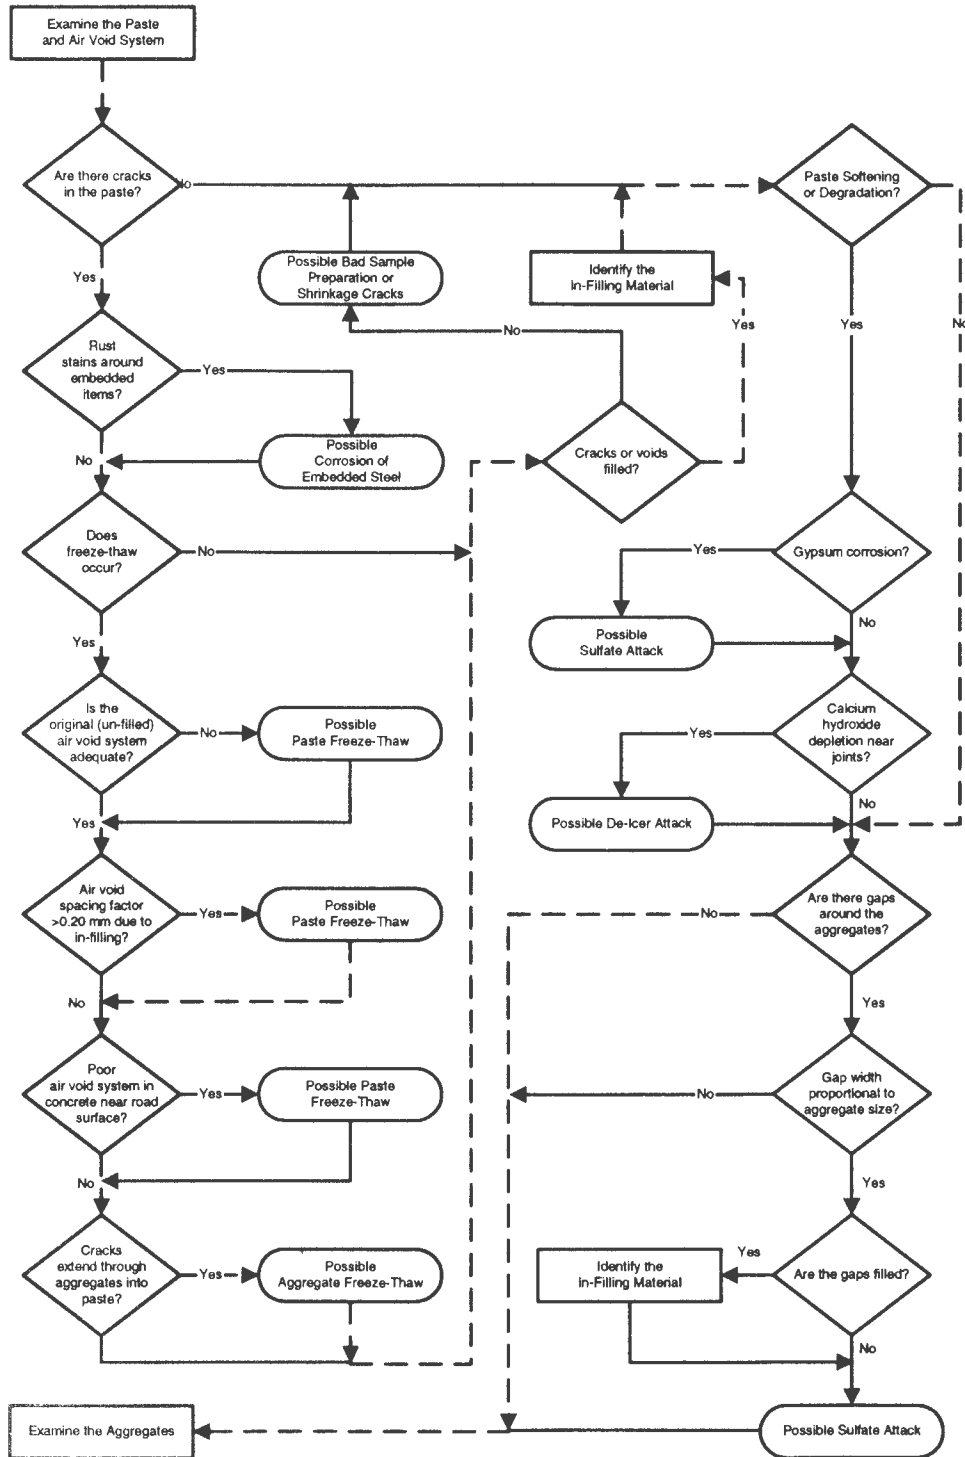 Examine the Paste
and Air Void System
Are there cracks
in the paste?
No
Paste Softening
or Degradation?
Possible Bad Sample
Preparation or
Shrinkage Cracks
Identify the
In-Filling Material
Yes
Rust
stains around
embedded
items?
Yes
No
Yes
Yes
No
Possible
Corrosion of
Embedded Steel
No
Cracks or voids
filled?
Does
freeze-thaw
occur?
No
Yes
Gypsum corrosion?
Yes
No
Possible
Sulfate Attack
Is the
original (un-filled)
air void system
adequate?
No
Possible
Paste Freeze-Thaw
Yes
Calcium
hydroxide
depletion near
joints?
Yes
No
Possible De-Icer Attack
Air void
spacing factor
>0.20 mm due to
in-filling?
Yes
Possible
Paste Freeze-Thaw
No
Are there gaps
around the
aggregates?
No
Yes
Poor
air void system in
concrete near road
surface?
Yes
Possible Paste
Freeze-Thaw
No
Gap width
proportional to
aggregate size?
No
Yes
Cracks
extend through
aggregates into
paste?
Yes
Possible
Aggregate Freeze-Thaw
Identify the
In-Filling Material
Yes
Are the gaps filled?
No
Examine the Aggregates
Possible Sulfate Attack